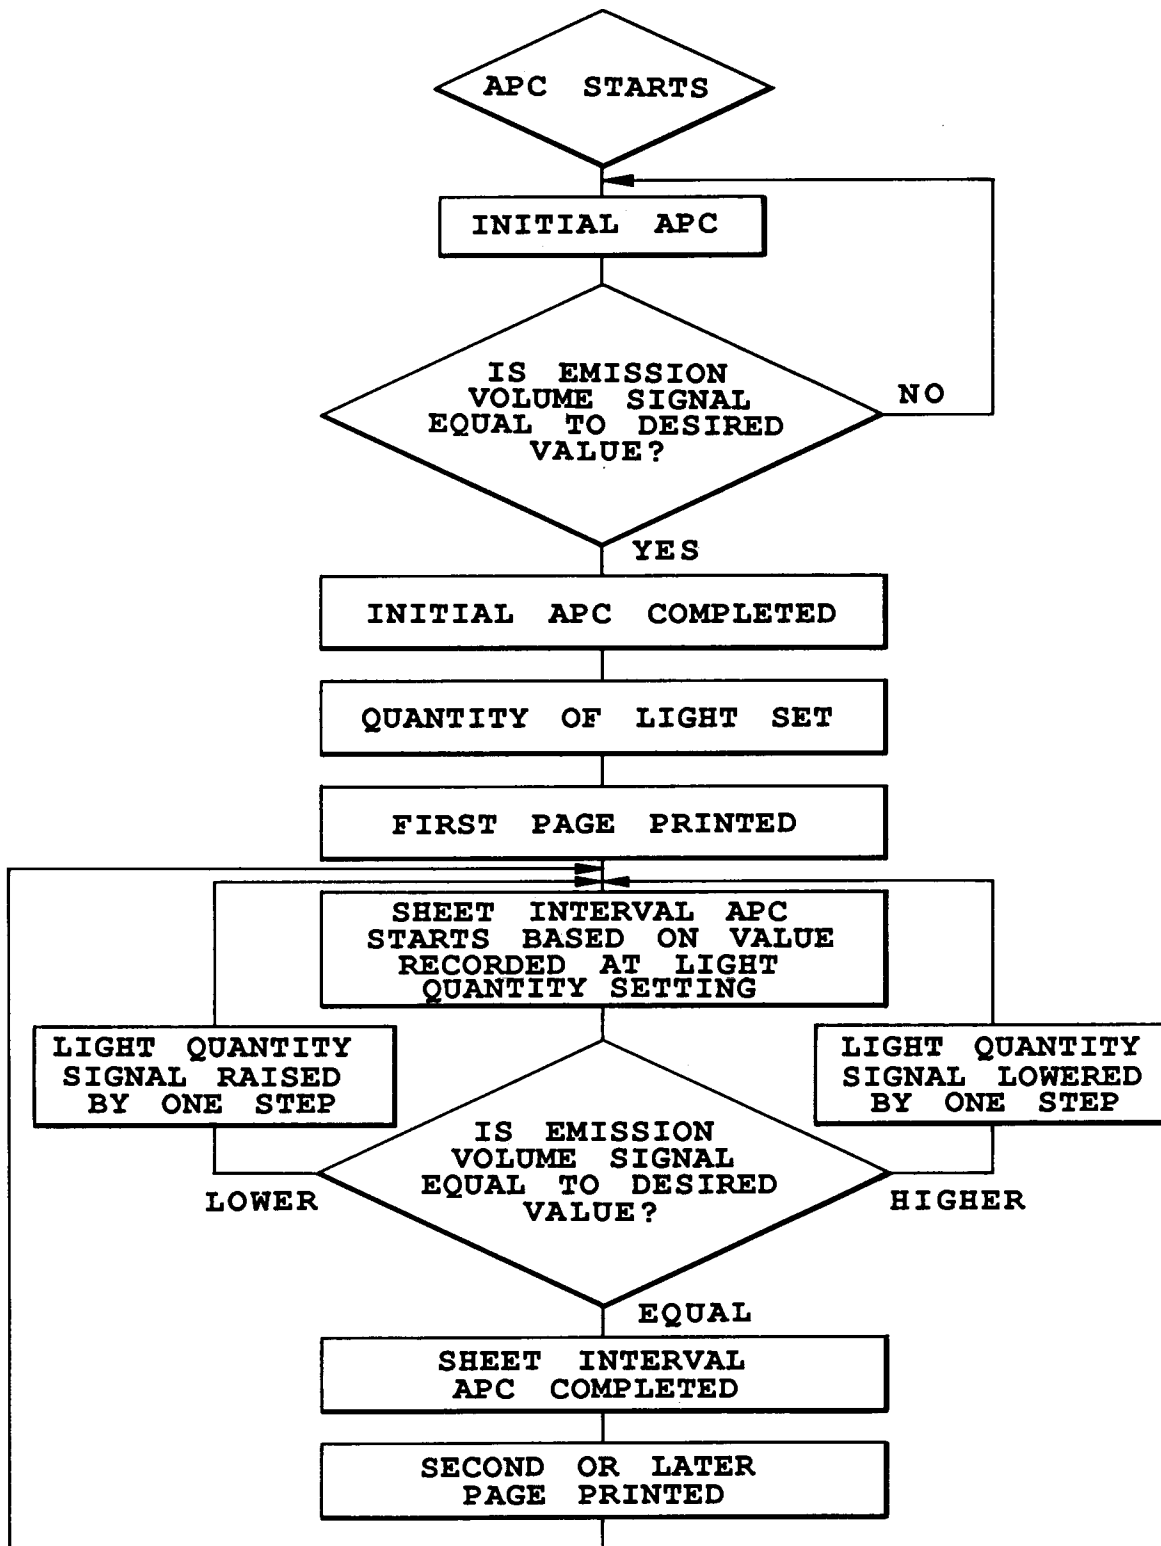 APC STARTS
INITIAL APC
IS EMISSION
VOLUME SIGNAL
EQUAL TO DESIRED
VALUE?
NO
YES
INITIAL APC COMPLETED
QUANTITY OF LIGHT SET
FIRST PAGE PRINTED
SHEET INTERVAL APC
STARTS BASED ON VALUE
RECORDED AT LIGHT
QUANTITY SETTING
LIGHT QUANTITY
SIGNAL RAISED
BY ONE STEP
LIGHT QUANTITY
SIGNAL LOWERED
BY ONE STEP
IS EMISSION
VOLUME SIGNAL
EQUAL TO DESIRED
VALUE?
LOWER
HIGHER
EQUAL
SHEET INTERVAL
APC COMPLETED
SECOND OR LATER
PAGE PRINTED